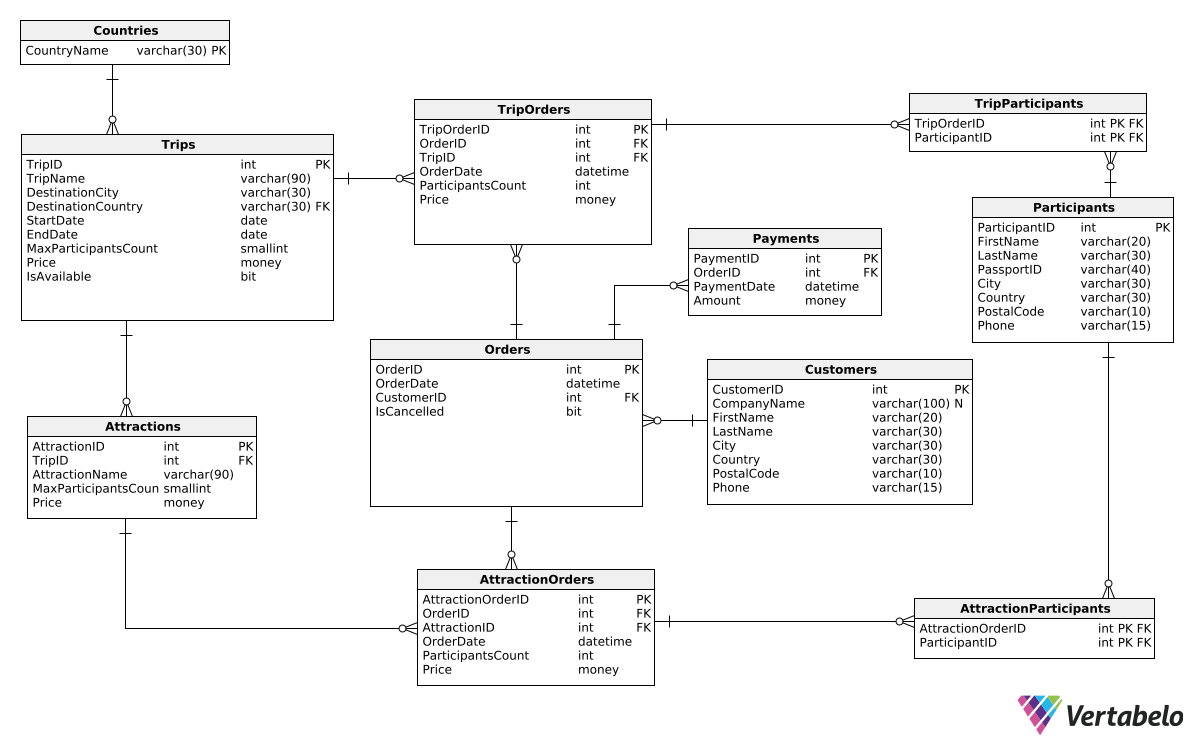 Countries
CountryName varchar(30) PK
Trips
TripID int PK
TripName varchar(90)
DestinationCity varchar(30)
DestinationCountry varchar(30) FK
StartDate date
EndDate date
MaxParticipantsCount smallint
Price money
IsAvailable bit
TripOrders
TripOrderID int PK
OrderID int FK
TripID int FK
OrderDate datetime
ParticipantsCount int
Price money
TripParticipants
TripOrderID int PK FK
ParticipantID int PK FK
Participants
ParticipantID int PK
FirstName varchar(20)
LastName varchar(30)
PassportID varchar(40)
City varchar(30)
Country varchar(30)
PostalCode varchar(10)
Phone varchar(15)
Payments
PaymentID int PK
OrderID int FK
PaymentDate datetime
Amount money
Orders
OrderID int PK
OrderDate datetime
CustomerID int FK
IsCancelled bit
Customers
CustomerID int PK
CompanyName varchar(100) N
FirstName varchar(20)
LastName varchar(30)
City varchar(30)
Country varchar(30)
PostalCode varchar(10)
Phone varchar(15)
Attractions
AttractionID int PK
TripID int FK
AttractionName varchar(90)
MaxParticipantsCoun smallint
Price money
AttractionOrders
AttractionOrderID int PK
OrderID int FK
AttractionID int FK
OrderDate datetime
ParticipantsCount int
Price money
AttractionParticipants
AttractionOrderID int PK FK
ParticipantID int PK FK
Vertabelo